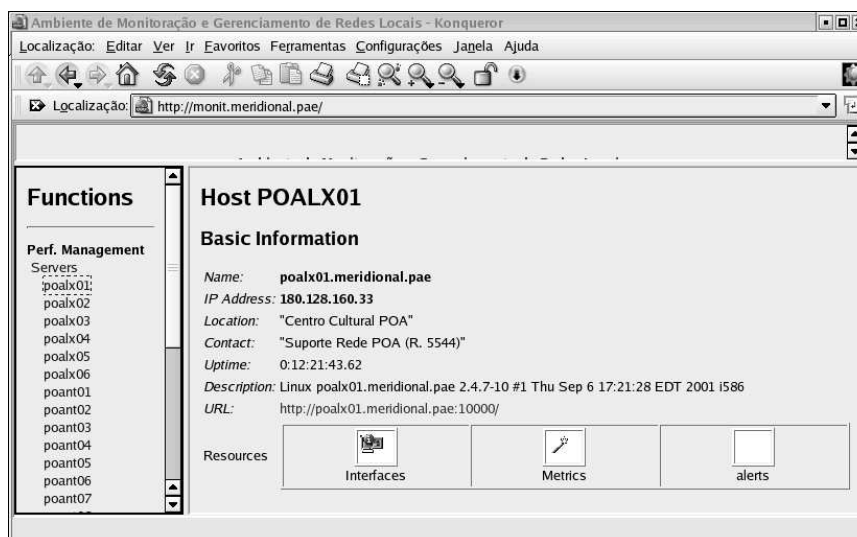 Ambiente de Monitoração e Gerenciamento de Redes Locais - Konqueror
Localização: Editar Ver Ir Favoritos Ferramentas Configurações Janela Ajuda
Localização: http://monit.meridional.pae/
Functions
Perf. Management
Servers
poalx01
poalx02
poalx03
poalx04
poalx05
poalx06
poant01
poant02
poant03
poant04
poant05
poant06
poant07
Host POALX01
Basic Information
Name: poalx01.meridional.pae
IP Address: 180.128.160.33
Location: "Centro Cultural POA"
Contact: "Suporte Rede POA (R. 5544)"
Uptime: 0:12:21:43.62
Description: Linux poalx01.meridional.pae 2.4.7-10 #1 Thu Sep 6 17:21:28 EDT 2001 i586
URL: http://poalx01.meridional.pae:10000/
Resources
Interfaces
Metrics
alerts